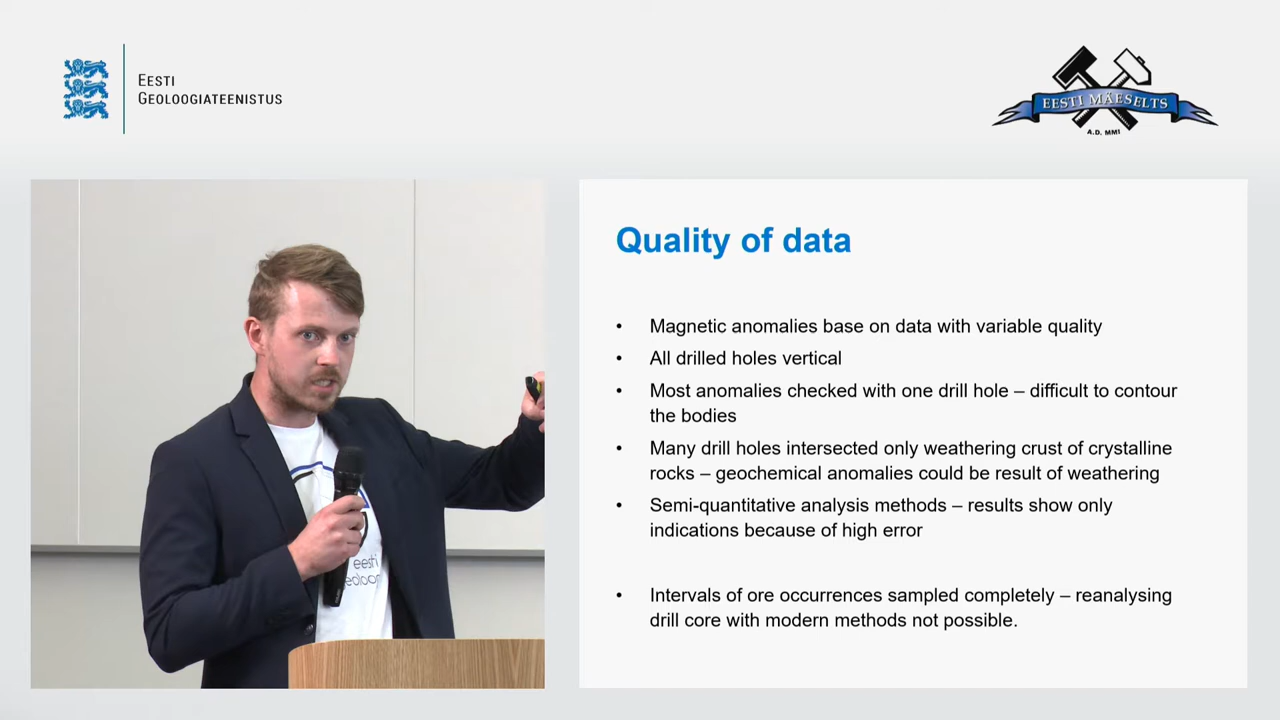 EESTI
GEOLOOGIATEENISTUS
EESTI MÄESELTS
A.D. MMI
Quality of data
• Magnetic anomalies base on data with variable quality
• All drilled holes vertical
• Most anomalies checked with one drill hole – difficult to contour
the bodies
• Many drill holes intersected only weathering crust of crystalline
rocks – geochemical anomalies could be result of weathering
• Semi-quantitative analysis methods – results show only
indications because of high error
• Intervals of ore occurrences sampled completely – reanalysing
drill core with modern methods not possible.
eesti